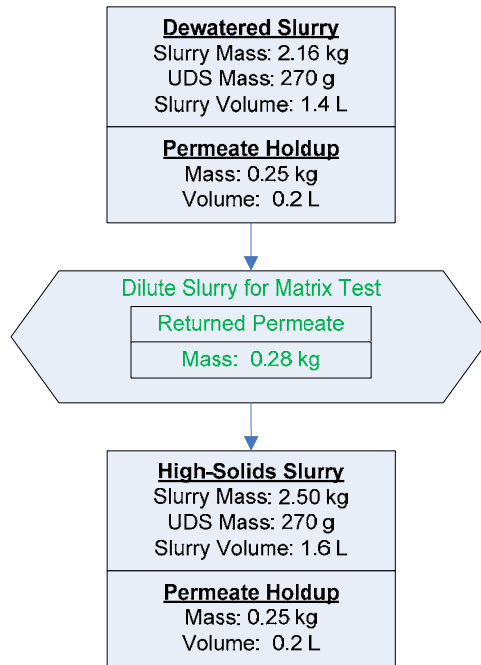 Dewatered Slurry
Slurry Mass: 2.16 kg
UDS Mass: 270 g
Slurry Volume: 1.4 L
Permeate Holdup
Mass: 0.25 kg
Volume: 0.2 L
Dilute Slurry for Matrix Test
Returned Permeate
Mass: 0.28 kg
High-Solids Slurry
Slurry Mass: 2.50 kg
UDS Mass: 270 g
Slurry Volume: 1.6 L
Permeate Holdup
Mass: 0.25 kg
Volume: 0.2 L